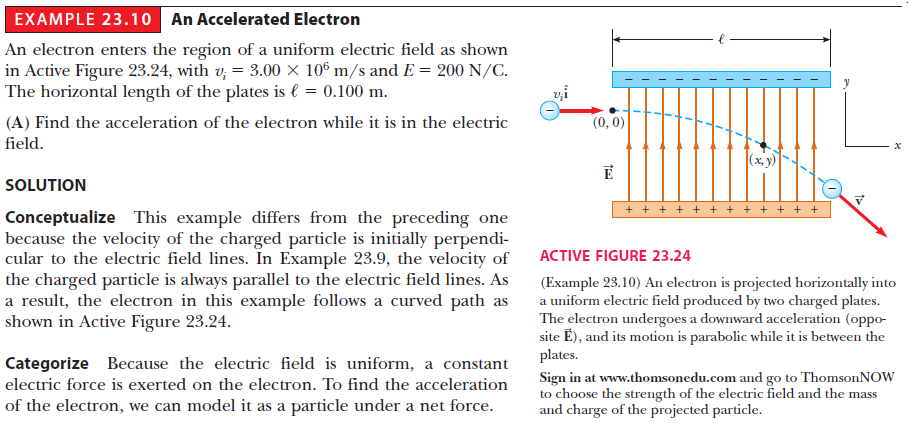 EXAMPLE 23.10 An Accelerated Electron
An electron enters the region of a uniform electric field as shown
in Active Figure 23.24, with vᵢ = 3.00 × 10⁶ m/s and E = 200 N/C.
The horizontal length of the plates is ℓ = 0.100 m.
(A) Find the acceleration of the electron while it is in the electric
field.
SOLUTION
Conceptualize This example differs from the preceding one
because the velocity of the charged particle is initially perpendi-
cular to the electric field lines. In Example 23.9, the velocity of
the charged particle is always parallel to the electric field lines. As
a result, the electron in this example follows a curved path as
shown in Active Figure 23.24.
Categorize Because the electric field is uniform, a constant
electric force is exerted on the electron. To find the acceleration
of the electron, we can model it as a particle under a net force.
ℓ
− − − − − − − − − − − −
y
vᵢî
−
(0, 0)
x
(x, y)
E⃗
−
v⃗
+ + + + + + + + + + + +
ACTIVE FIGURE 23.24
(Example 23.10) An electron is projected horizontally into
a uniform electric field produced by two charged plates.
The electron undergoes a downward acceleration (oppo-
site E⃗), and its motion is parabolic while it is between the
plates.
Sign in at www.thomsonedu.com and go to ThomsonNOW
to choose the strength of the electric field and the mass
and charge of the projected particle.